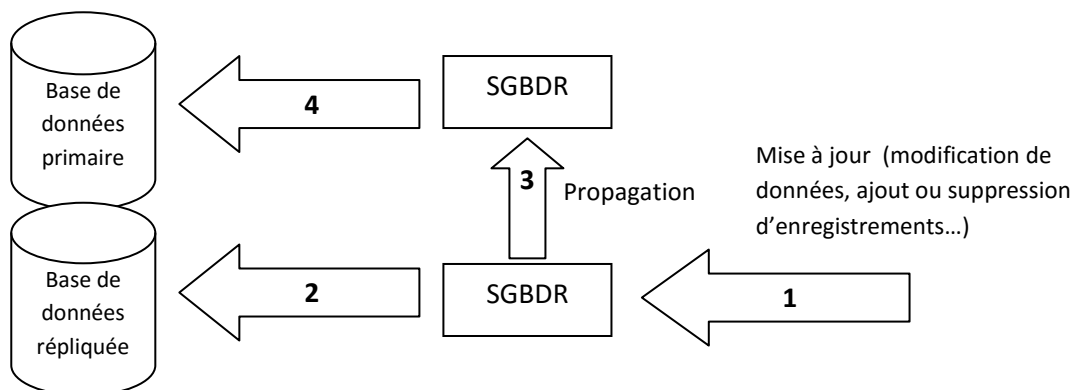 Base de
données
primaire
4
SGBDR
3
Propagation
Mise à jour (modification de
données, ajout ou suppression
d'enregistrements…)
Base de
données
répliquée
2
SGBDR
1